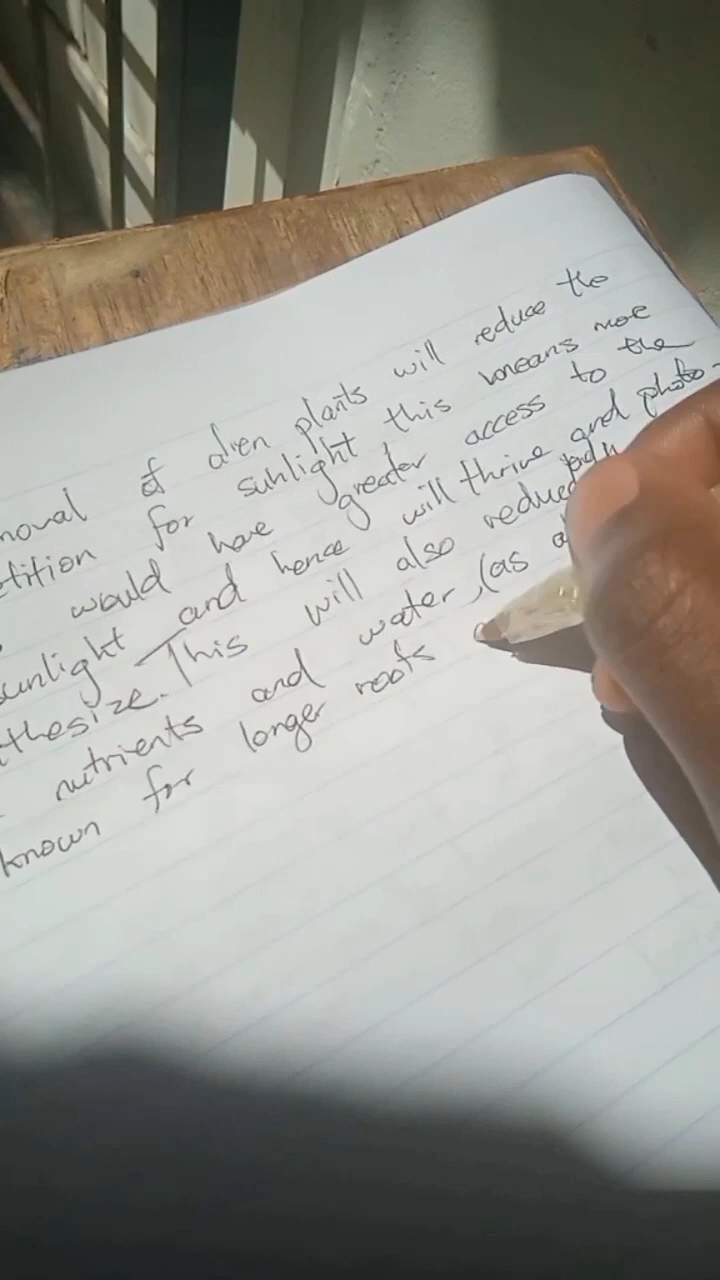 noval of alien plants will reduce the
etition for sunlight this means more
would have greater access to the
sunlight and hence will thrive and photo-
thesize. This will also reduce
nutrients and water, (as a
known for longer roots